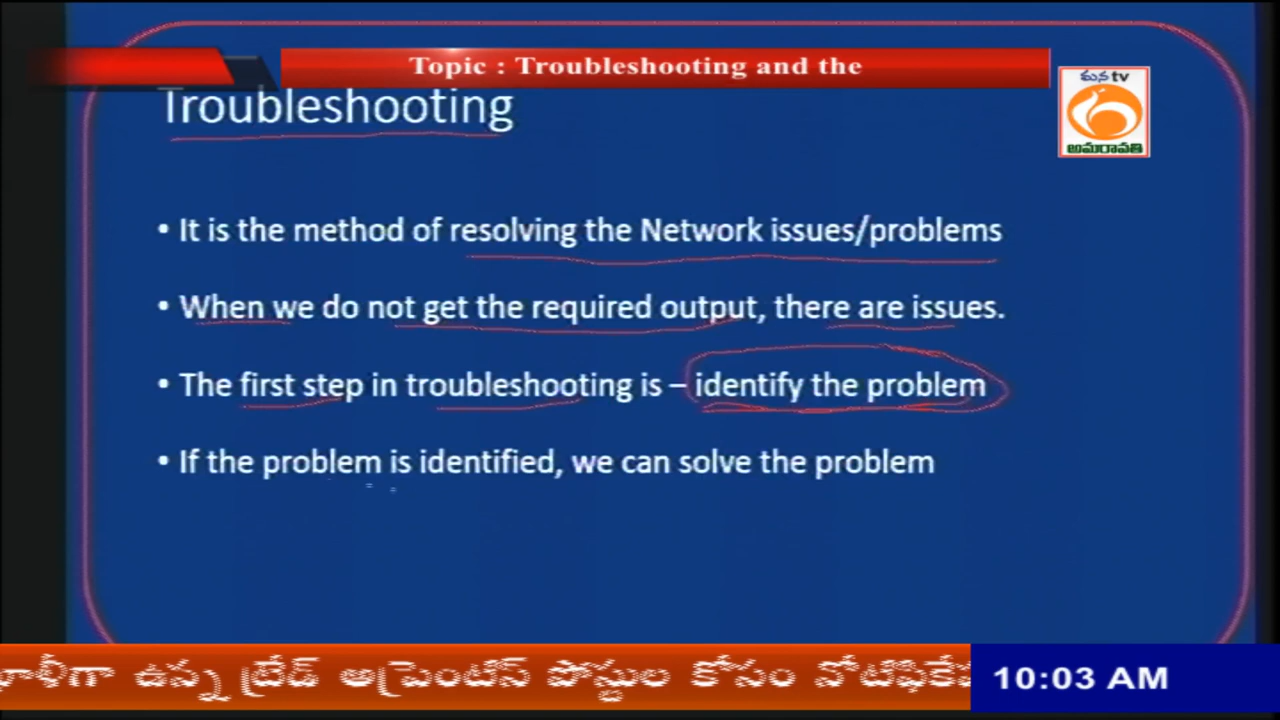 Topic : Troubleshooting and the
మన tv
అమరావతి
Troubleshooting
• It is the method of resolving the Network issues/problems
• When we do not get the required output, there are issues.
• The first step in troubleshooting is – identify the problem
• If the problem is identified, we can solve the problem
ఉన్న ట్రేడ్ అప్రెంటిస్ పోస్టుల కోసం
10:03 AM